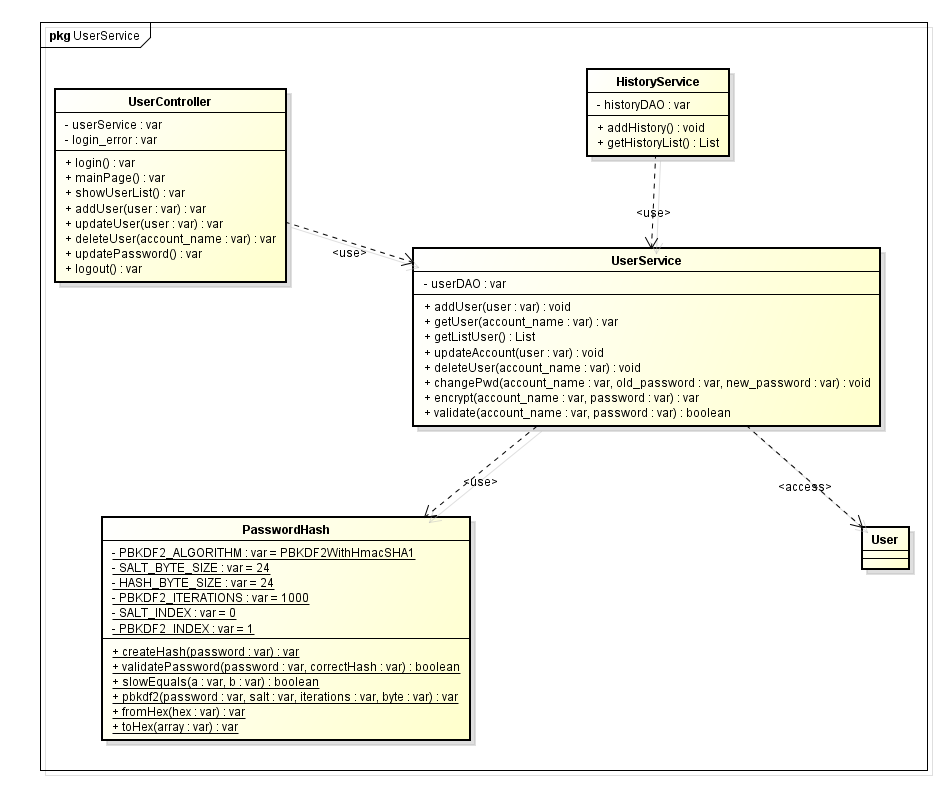 pkg UserService
UserController
- userService : var
- login_error : var
+ login() : var
+ mainPage() : var
+ showUserList() : var
+ addUser(user : var) : var
+ updateUser(user : var) : var
+ deleteUser(account_name : var) : var
+ updatePassword() : var
+ logout() : var
HistoryService
- historyDAO : var
+ addHistory() : void
+ getHistoryList() : List
<use>
<use>
UserService
- userDAO : var
+ addUser(user : var) : void
+ getUser(account_name : var) : var
+ getListUser() : List
+ updateAccount(user : var) : void
+ deleteUser(account_name : var) : void
+ changePwd(account_name : var, old_password : var, new_password : var) : void
+ encrypt(account_name : var, password : var) : var
+ validate(account_name : var, password : var) : boolean
<use>
<access>
PasswordHash
- PBKDF2_ALGORITHM : var = PBKDF2WithHmacSHA1
- SALT_BYTE_SIZE : var = 24
- HASH_BYTE_SIZE : var = 24
- PBKDF2_ITERATIONS : var = 1000
- SALT_INDEX : var = 0
- PBKDF2_INDEX : var = 1
+ createHash(password : var) : var
+ validatePassword(password : var, correctHash : var) : boolean
+ slowEquals(a : var, b : var) : boolean
+ pbkdf2(password : var, salt : var, iterations : var, byte : var) : var
+ fromHex(hex : var) : var
+ toHex(array : var) : var
User